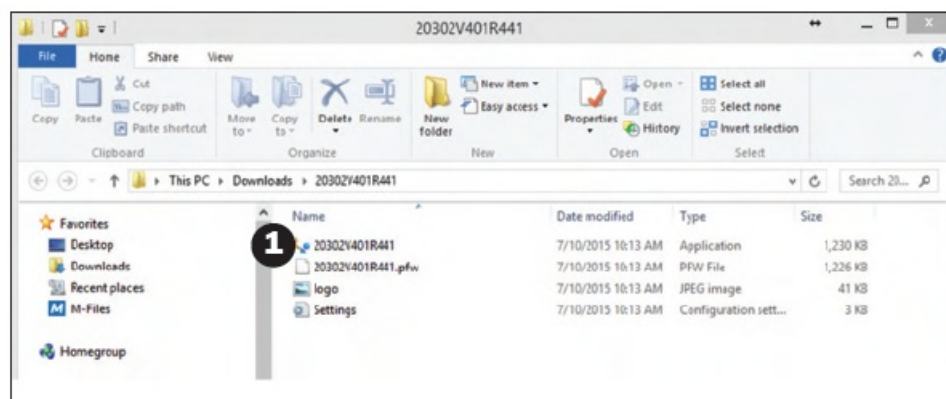 20302V401R441
File Home Share View
Copy
Paste
Cut
Copy path
Paste shortcut
Clipboard
Move to
Copy to
Delete
Rename
Organize
New folder
New item
Easy access
New
Properties
Open
Edit
History
Open
Select all
Select none
Invert selection
Select
This PC Downloads 20302V401R441
Search 20...
Favorites
Desktop
Downloads
Recent places
M M-Files
Homegroup
Name Date modified Type Size
1 20302V401R441 7/10/2015 10:13 AM Application 1,230 KB
20302V401R441.pfw 7/10/2015 10:13 AM PFW File 1,226 KB
logo 7/10/2015 10:13 AM JPEG image 41 KB
Settings 7/10/2015 10:13 AM Configuration sett... 3 KB